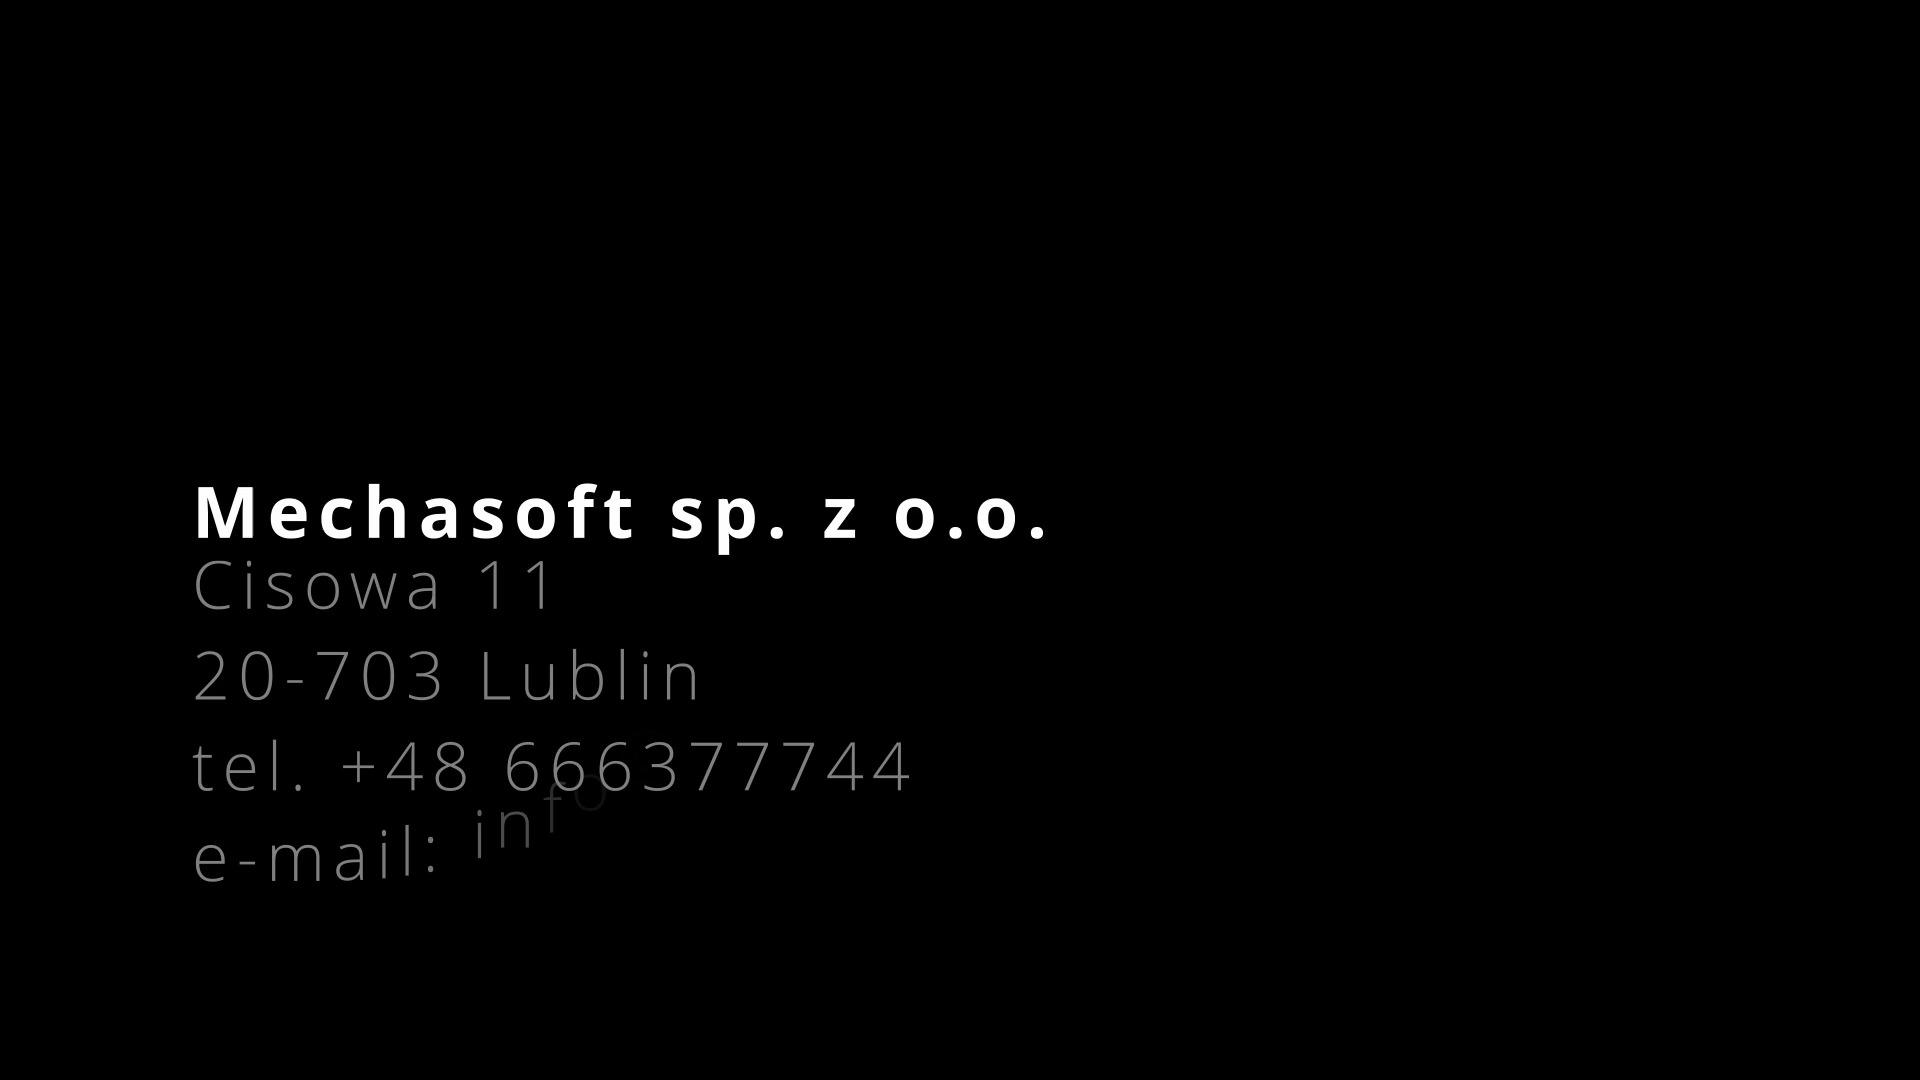 Mechasoft sp. z o.o.
Cisowa 11
20-703 Lublin
tel. +48 666377744
e-mail: info